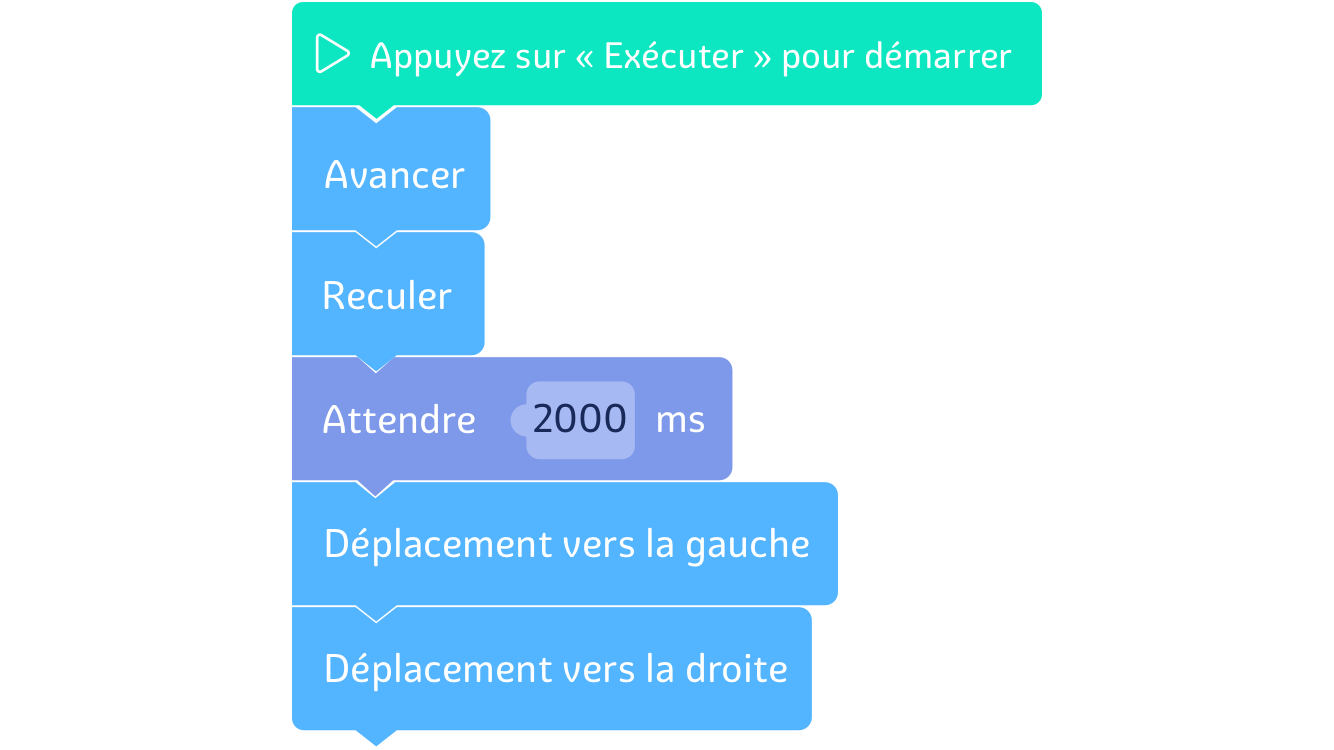 Appuyez sur « Exécuter » pour démarrer
Avancer
Reculer
Attendre 2000 ms
Déplacement vers la gauche
Déplacement vers la droite